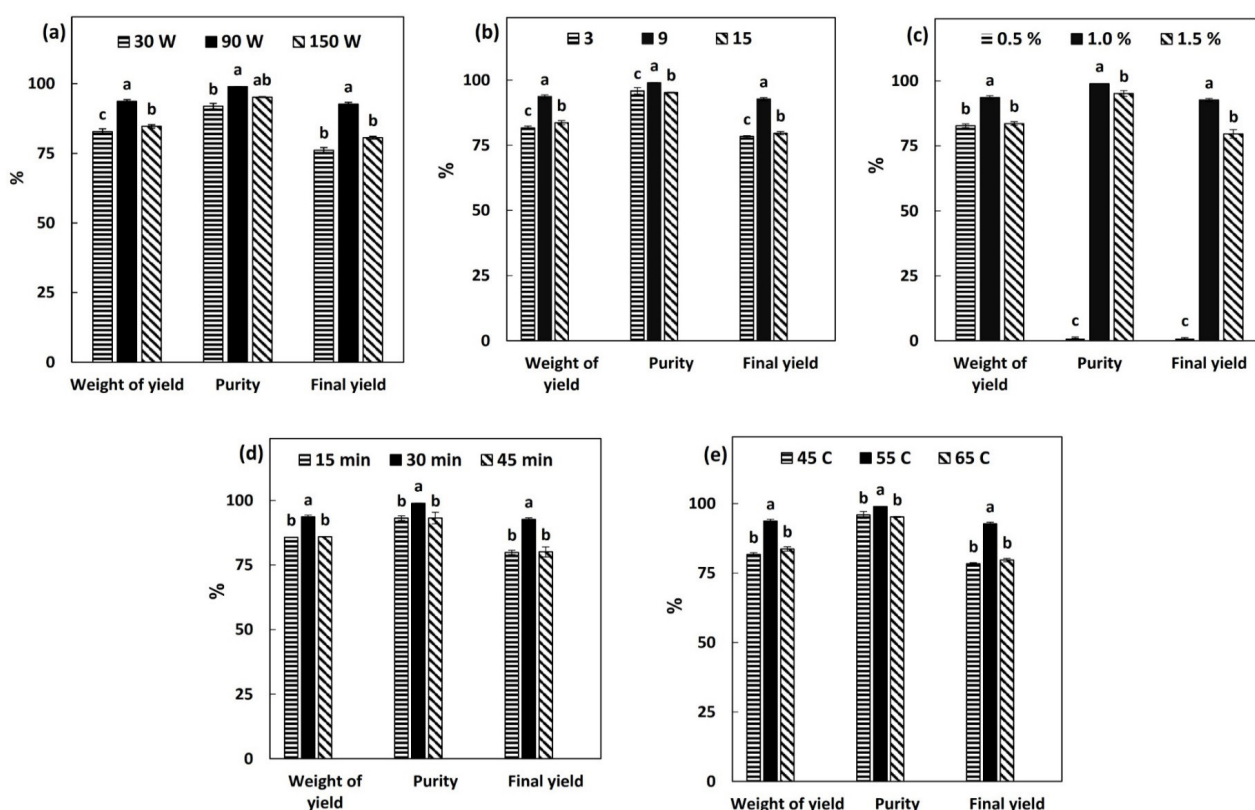 (a) 30 W 90 W 150 W
100
75
50
25
0
%
c a b
b a ab
b a b
Weight of yield Purity Final yield
(b) 3 9 15
100
75
50
25
0
%
c a b
c a b
c a b
Weight of Purity Final yield
yield
(c) 0.5 % 1.0 % 1.5 %
100
75
50
25
0
%
b a b
c a b
c a b
Weight of Purity Final yield
yield
(d) 15 min 30 min 45 min
100
75
50
25
0
%
b a b
b a b
b a b
Weight of Purity Final yield
yield
(e) 45 C 55 C 65 C
100
75
50
25
0
%
b a b
b a b
b a b
Weight of yield Purity Final yield